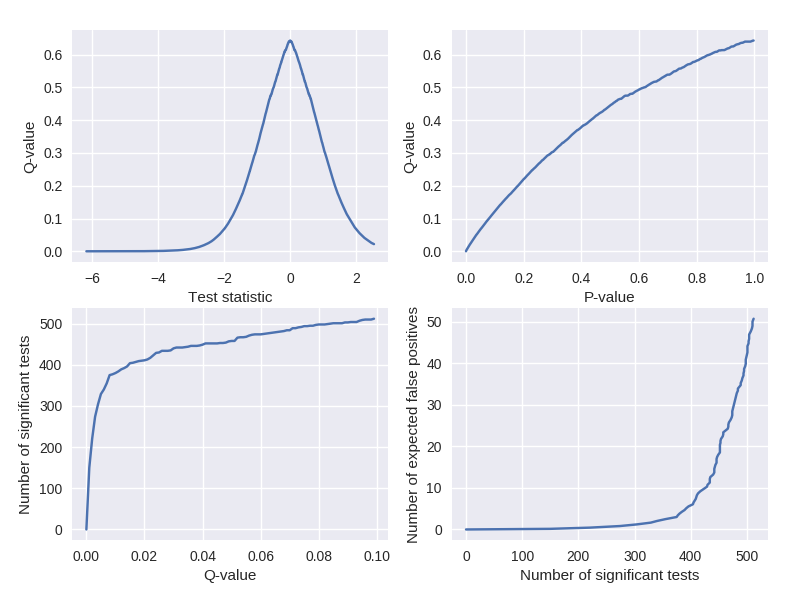 0.6
0.5
0.4
0.3
0.2
0.1
0.0
Q-value
−6 −4 −2 0 2
Test statistic
0.6
0.5
0.4
0.3
0.2
0.1
0.0
Q-value
0.0 0.2 0.4 0.6 0.8 1.0
P-value
500
400
300
200
100
0
Number of significant tests
0.00 0.02 0.04 0.06 0.08 0.10
Q-value
50
40
30
20
10
0
Number of expected false positives
0 100 200 300 400 500
Number of significant tests